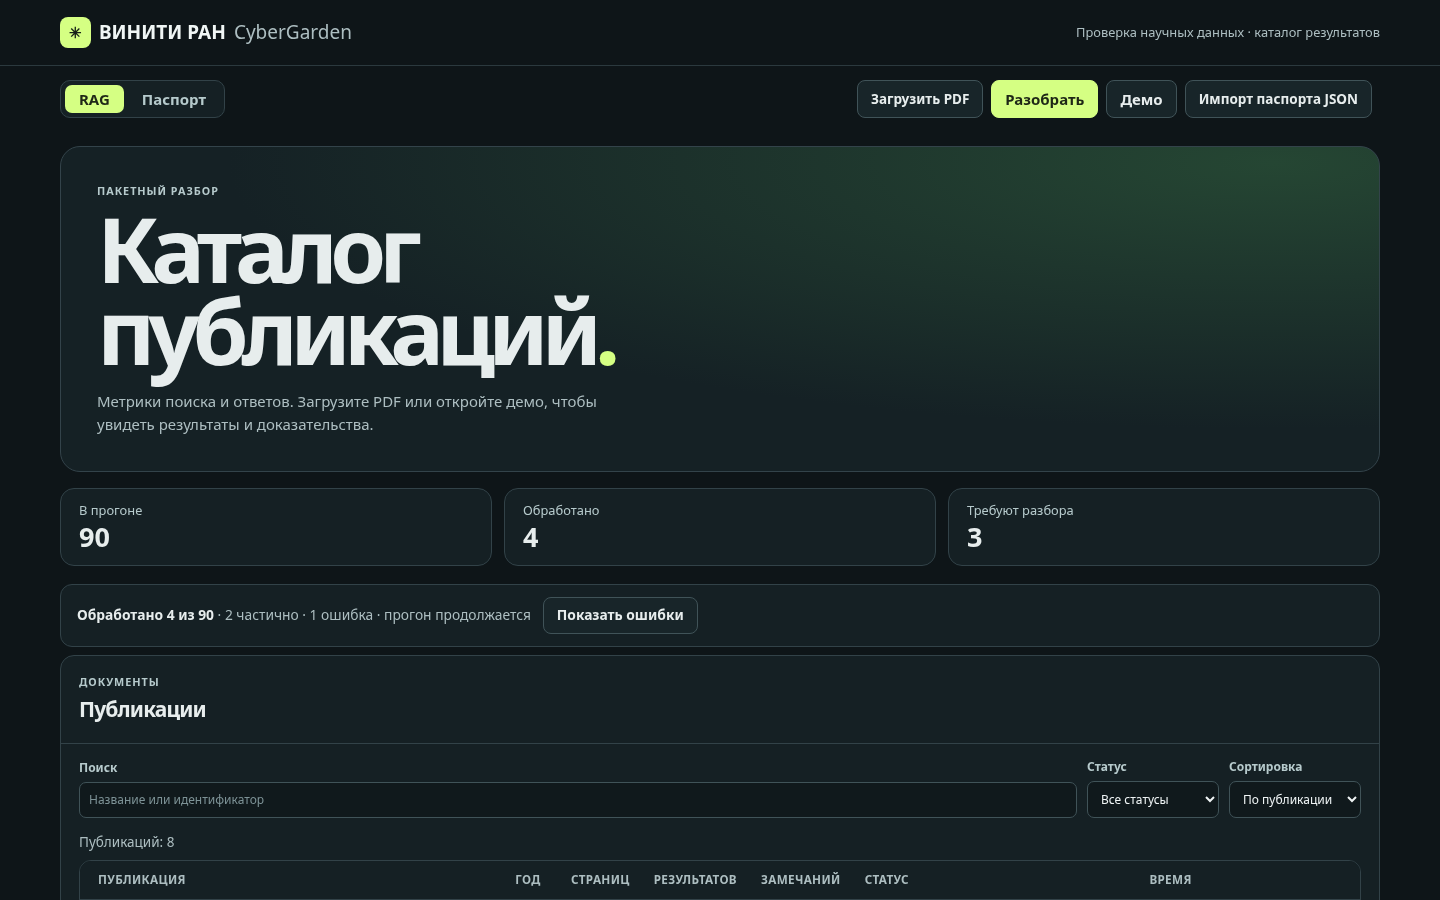 ВИНИТИ РАН CyberGarden
Проверка научных данных · каталог результатов
RAG Паспорт
Загрузить PDF Разобрать Демо Импорт паспорта JSON
ПАКЕТНЫЙ РАЗБОР
Каталог
публикаций.
Метрики поиска и ответов. Загрузите PDF или откройте демо, чтобы
увидеть результаты и доказательства.
В прогоне
90
Обработано
4
Требуют разбора
3
Обработано 4 из 90 · 2 частично · 1 ошибка · прогон продолжается Показать ошибки
ДОКУМЕНТЫ
Публикации
Поиск
Название или идентификатор
Статус
Все статусы
Сортировка
По публикации
Публикаций: 8
ПУБЛИКАЦИЯ ГОД СТРАНИЦ РЕЗУЛЬТАТОВ ЗАМЕЧАНИЙ СТАТУС ВРЕМЯ